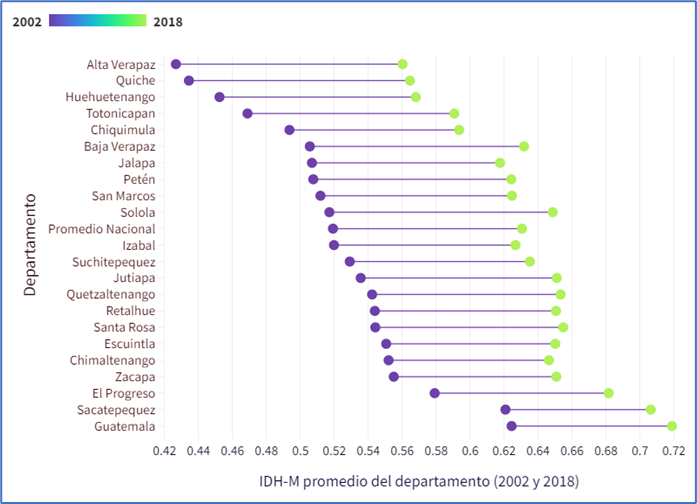 2002 2018
Alta Verapaz
Quiche
Huehuetenango
Totonicapan
Chiquimula
Baja Verapaz
Jalapa
Petén
San Marcos
Solola
Promedio Nacional
Izabal
Suchitepequez
Jutiapa
Quetzaltenango
Retalhue
Santa Rosa
Escuintla
Chimaltenango
Zacapa
El Progreso
Sacatepequez
Guatemala
Departamento
0.42 0.44 0.46 0.48 0.5 0.52 0.54 0.56 0.58 0.6 0.62 0.64 0.66 0.68 0.7 0.72
IDH-M promedio del departamento (2002 y 2018)